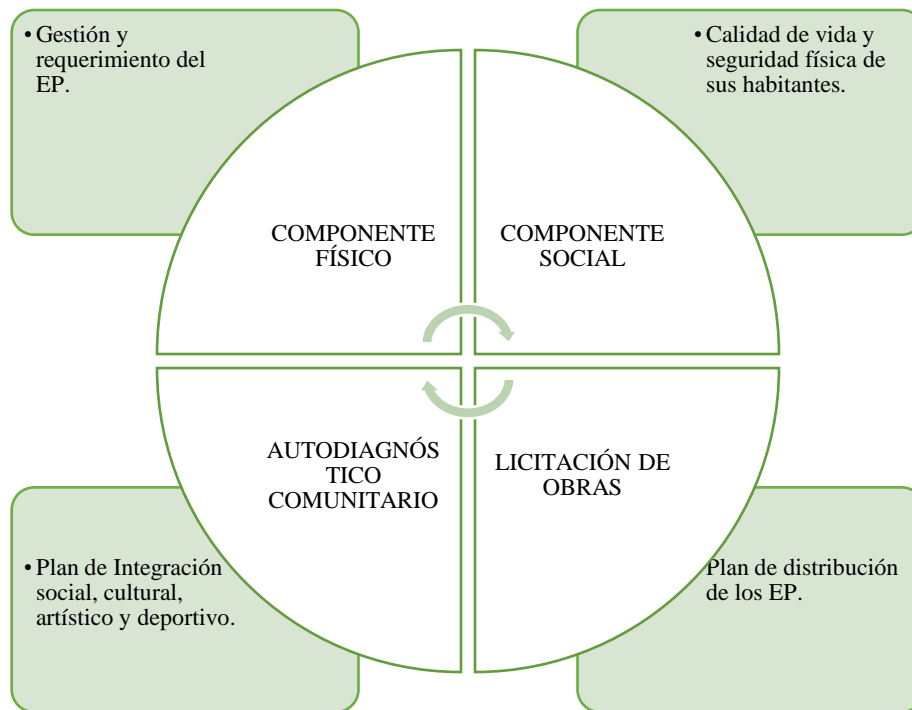 • Gestión y
requerimiento del
EP.
• Calidad de vida y
seguridad física de
sus habitantes.
COMPONENTE
FÍSICO
COMPONENTE
SOCIAL
AUTODIAGNÓS
TICO
COMUNITARIO
LICITACIÓN DE
OBRAS
• Plan de Integración
social, cultural,
artístico y deportivo.
Plan de distribución
de los EP.